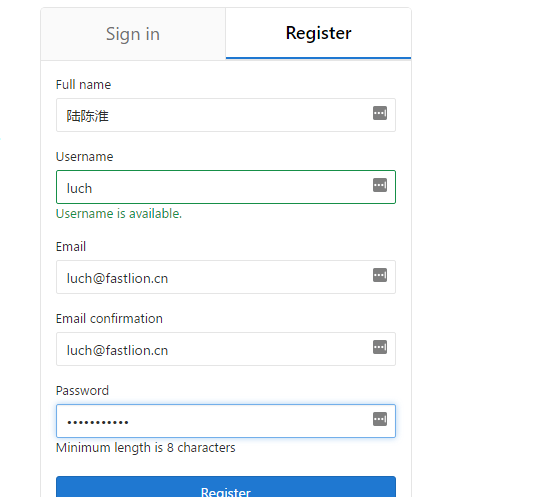 Sign in
Register
Full name
陆陈淮
Username
luch
Username is available.
Email
luch@fastlion.cn
Email confirmation
luch@fastlion.cn
Password
•••••••••••
Minimum length is 8 characters
Register